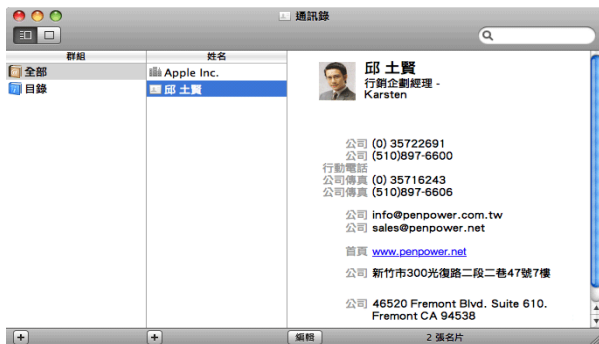 通訊錄
群組
姓名
全部
目錄
Apple Inc.
邱 土賢
邱 土賢
行銷企劃經理 -
Karsten
公司 (0) 35722691
公司 (510)897-6600
行動電話
公司傳真 (0) 35716243
公司傳真 (510)897-6606
公司 info@penpower.com.tw
公司 sales@penpower.net
首頁 www.penpower.net
公司 新竹市300光復路二段二巷47號7樓
公司 46520 Fremont Blvd. Suite 610.
Fremont CA 94538
編輯
2 張名片